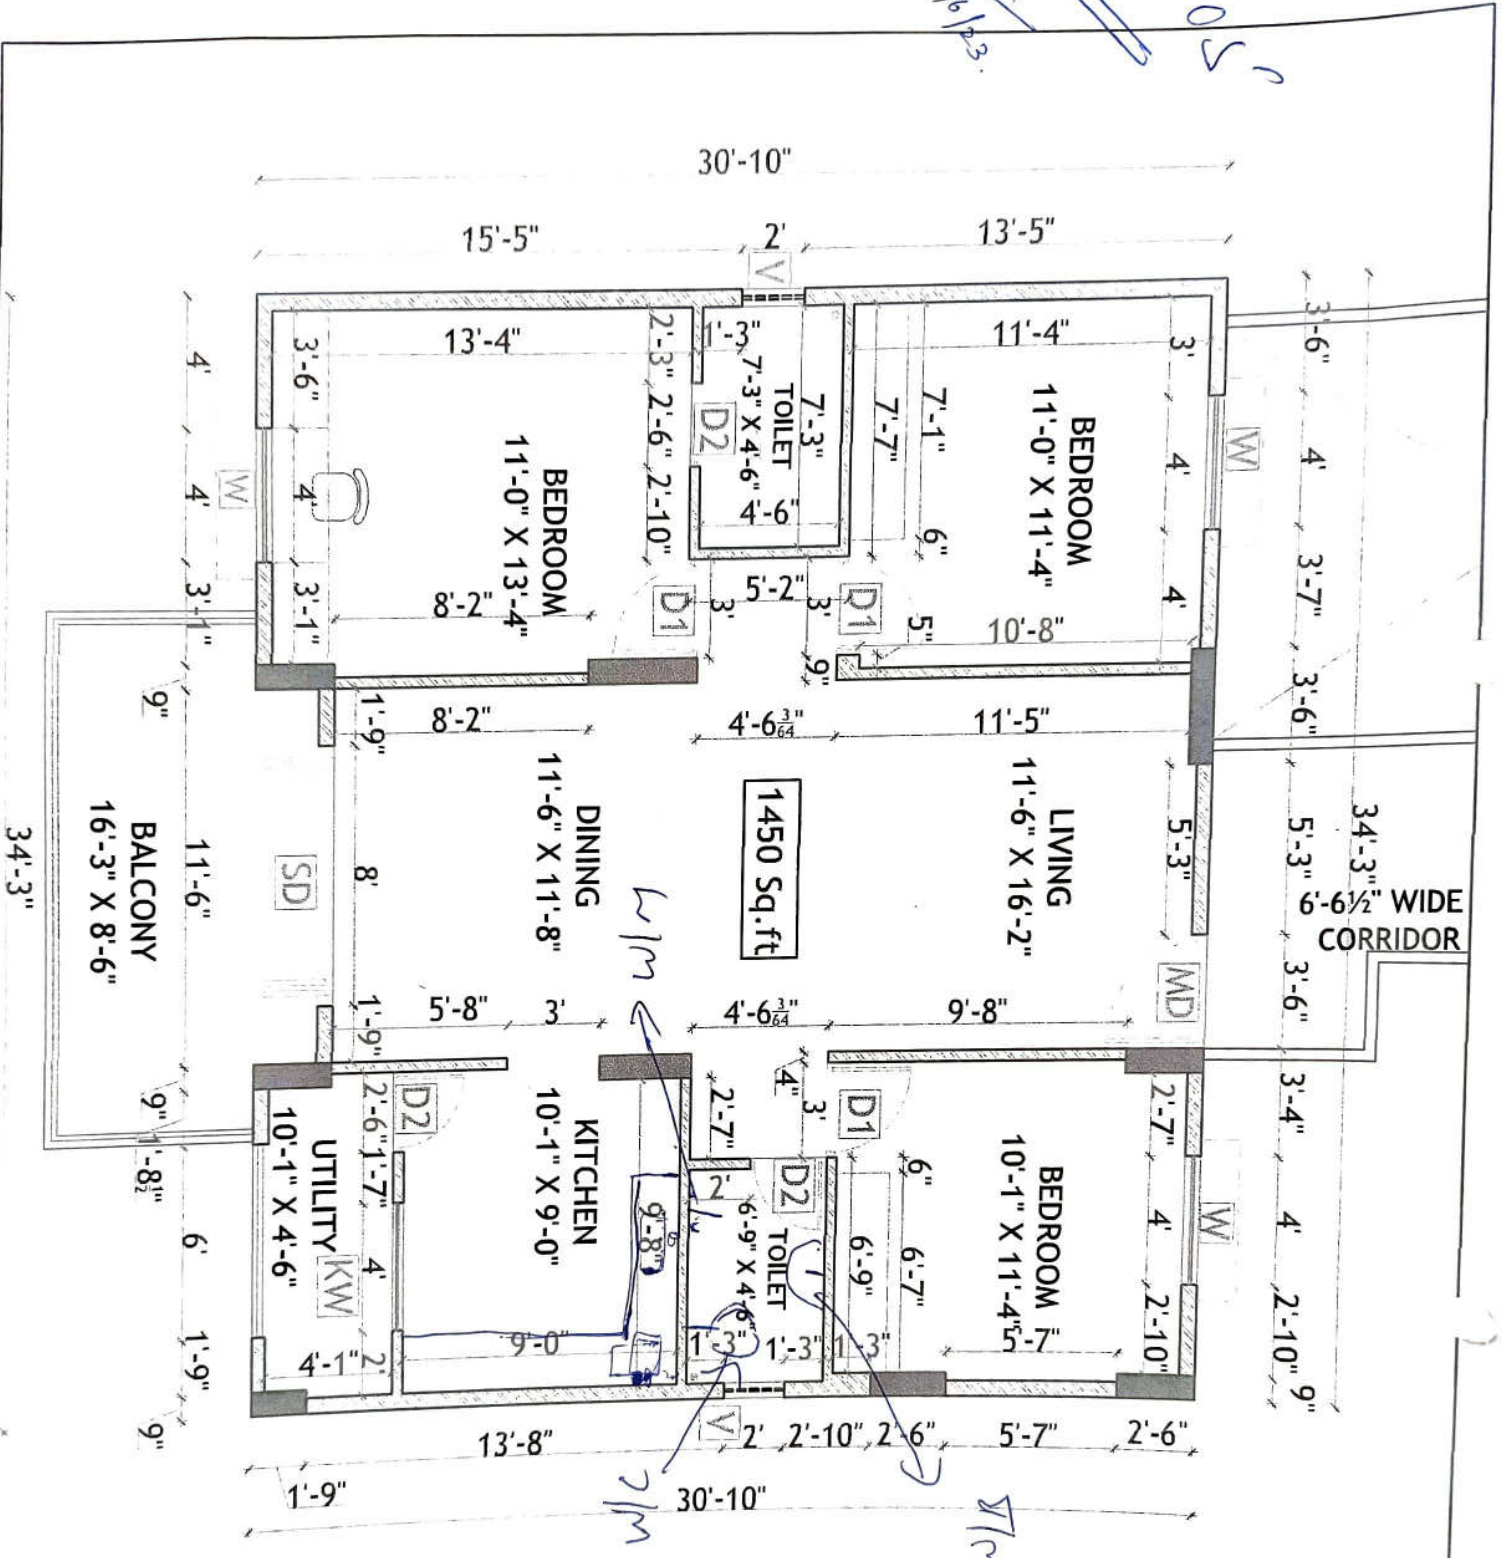 6/23.
05
30'-10"
15'-5"
2'
13'-5"
V
3'-6"
4'
3'-7"
3'-6"
5'-3"
34'-3"
3'-6"
3'-4"
4'
2'-10"
9"
6'-6½" WIDE
CORRIDOR
W
W
MD
BEDROOM
11'-0" X 11'-4"
11'-4"
3'
4'
4'
7'-1"
7'-7"
6"
5"
10'-8"
D1
TOILET
7'-3" X 4'-6"
7'-3"
1'-3"
4'-6"
D2
5'-2"
3'
3'
9"
BEDROOM
11'-0" X 13'-4"
13'-4"
2'-3"
2'-6"
2'-10"
3'-6"
4'
3'-1"
8'-2"
D1
W
4'
4'
3'-1"
9"
11'-6"
9"
1'-8½"
6'
1'-9"
9"
34'-3"
LIVING
11'-6" X 16'-2"
11'-5"
5'-3"
9'-8"
4'-6 3/64"
4'-6 3/64"
1450 Sq.ft
DINING
11'-6" X 11'-8"
8'-2"
1'-9"
8'
1'-9"
5'-8"
3'
SD
BALCONY
16'-3" X 8'-6"
BEDROOM
10'-1" X 11'-4"
2'-7"
4'
2'-10"
5'-7"
6"
6'-7"
6'-9"
1'-3"
D1
4"
3'
2'-7"
D2
TOILET
6'-9" X 4'-6"
2'
1'-3"
1'-3"
KITCHEN
10'-1" X 9'-0"
9'-8"
9'-0"
D2
UTILITY
10'-1" X 4'-6"
2'-6"
1'-7"
4'
2'
4'-1"
KW
V
13'-8"
2'
2'-10"
2'-6"
5'-7"
2'-6"
1'-9"
30'-10"